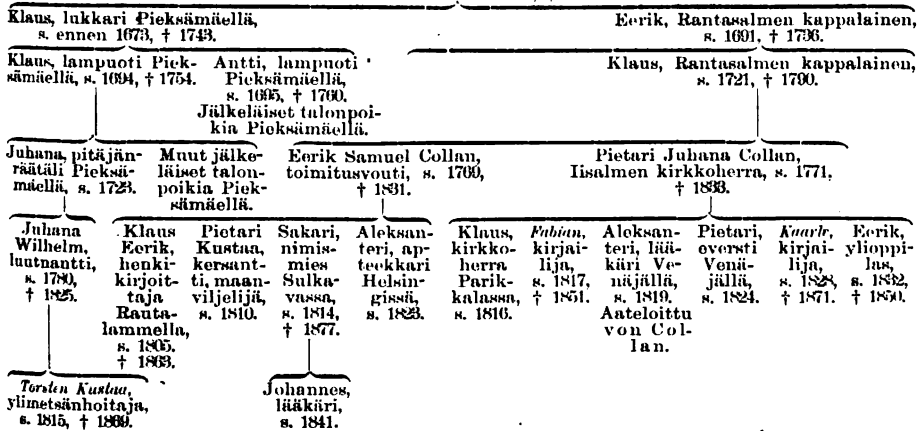 Klaus, lukkari Pieksämäellä,
s. ennen 1673, † 1743.
Eerik, Rantasalmen kappalainen,
s. 1691, † 1736.
Klaus, lampuoti Piek-
sämäellä, s. 1694, † 1754.
Antti, lampuoti
Pieksämäellä,
s. 1695, † 1760.
Jälkeläiset talonpoi-
kia Pieksämäellä.
Klaus, Rantasalmen kappalainen,
s. 1721, † 1790.
Juhana, pitäjän-
räätäli Pieksä-
mäellä, s. 1723.
Muut jälke-
läiset talon-
poikia Piek-
sämäellä.
Eerik Samuel Collan,
toimitusvouti, s. 1769,
† 1831.
Pietari Juhana Collan,
Iisalmen kirkkoherra, s. 1771,
† 1833.
Juhana
Wilhelm,
luutnantti,
s. 1780,
† 1825.
Klaus
Eerik,
henki-
kirjoit-
taja
Rauta-
lammella,
s. 1805,
† 1863.
Pietari
Kustaa,
kersant-
ti, maan-
viljelijä,
s. 1810.
Sakari,
nimis-
mies
Sulka-
vassa,
s. 1814,
† 1877.
Aleksan-
teri, ap-
teekkari
Helsin-
gissä,
s. 1823.
Klaus,
kirkko-
herra
Parik-
kalassa,
s. 1816.
Fabian,
kirjai-
lija,
s. 1817,
† 1851.
Aleksan-
teri, lää-
käri Ve-
näjällä,
s. 1819.
Aateloittu
von Col-
lan.
Pietari,
oversti
Venä-
jällä,
s. 1824.
Kaarle,
kirjai-
lija,
s. 1828,
† 1871.
Eerik,
ylioppi-
las,
s. 1832,
† 1850.
Torsten Kustaa,
ylimetsänhoitaja,
s. 1815, † 1869.
Johannes,
lääkäri,
s. 1841.